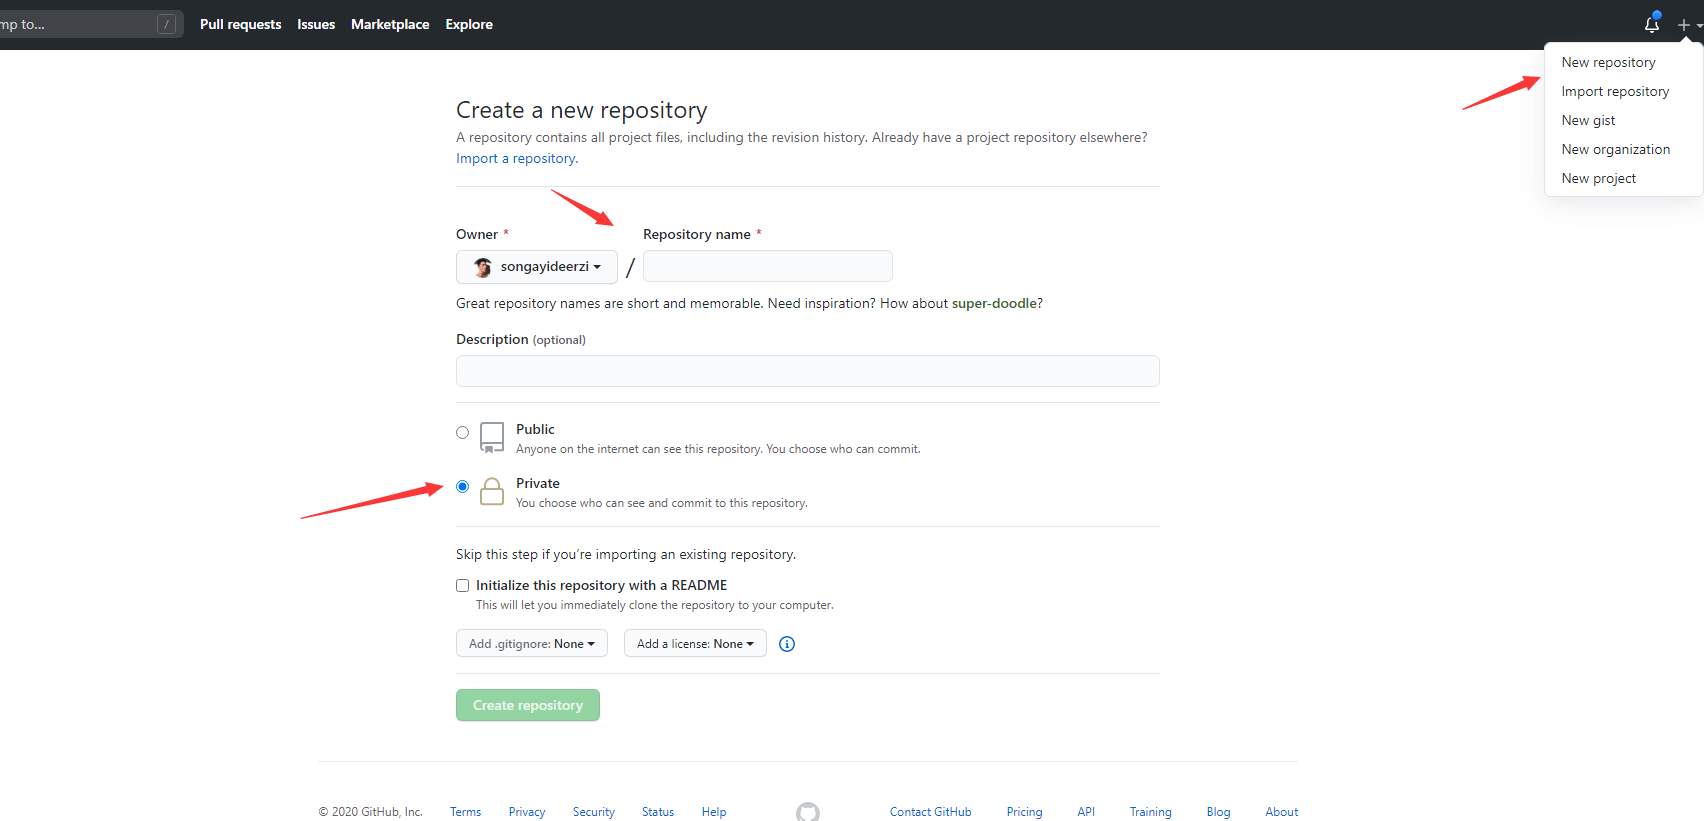 mp to...
/
Pull requests Issues Marketplace Explore
New repository
Import repository
New gist
New organization
New project
Create a new repository
A repository contains all project files, including the revision history. Already have a project repository elsewhere?
Import a repository.
Owner * Repository name *
songayideerzi /
Great repository names are short and memorable. Need inspiration? How about super-doodle?
Description (optional)
Public
Anyone on the internet can see this repository. You choose who can commit.
Private
You choose who can see and commit to this repository.
Skip this step if you’re importing an existing repository.
Initialize this repository with a README
This will let you immediately clone the repository to your computer.
Add .gitignore: None Add a license: None
Create repository
© 2020 GitHub, Inc. Terms Privacy Security Status Help Contact GitHub Pricing API Training Blog About